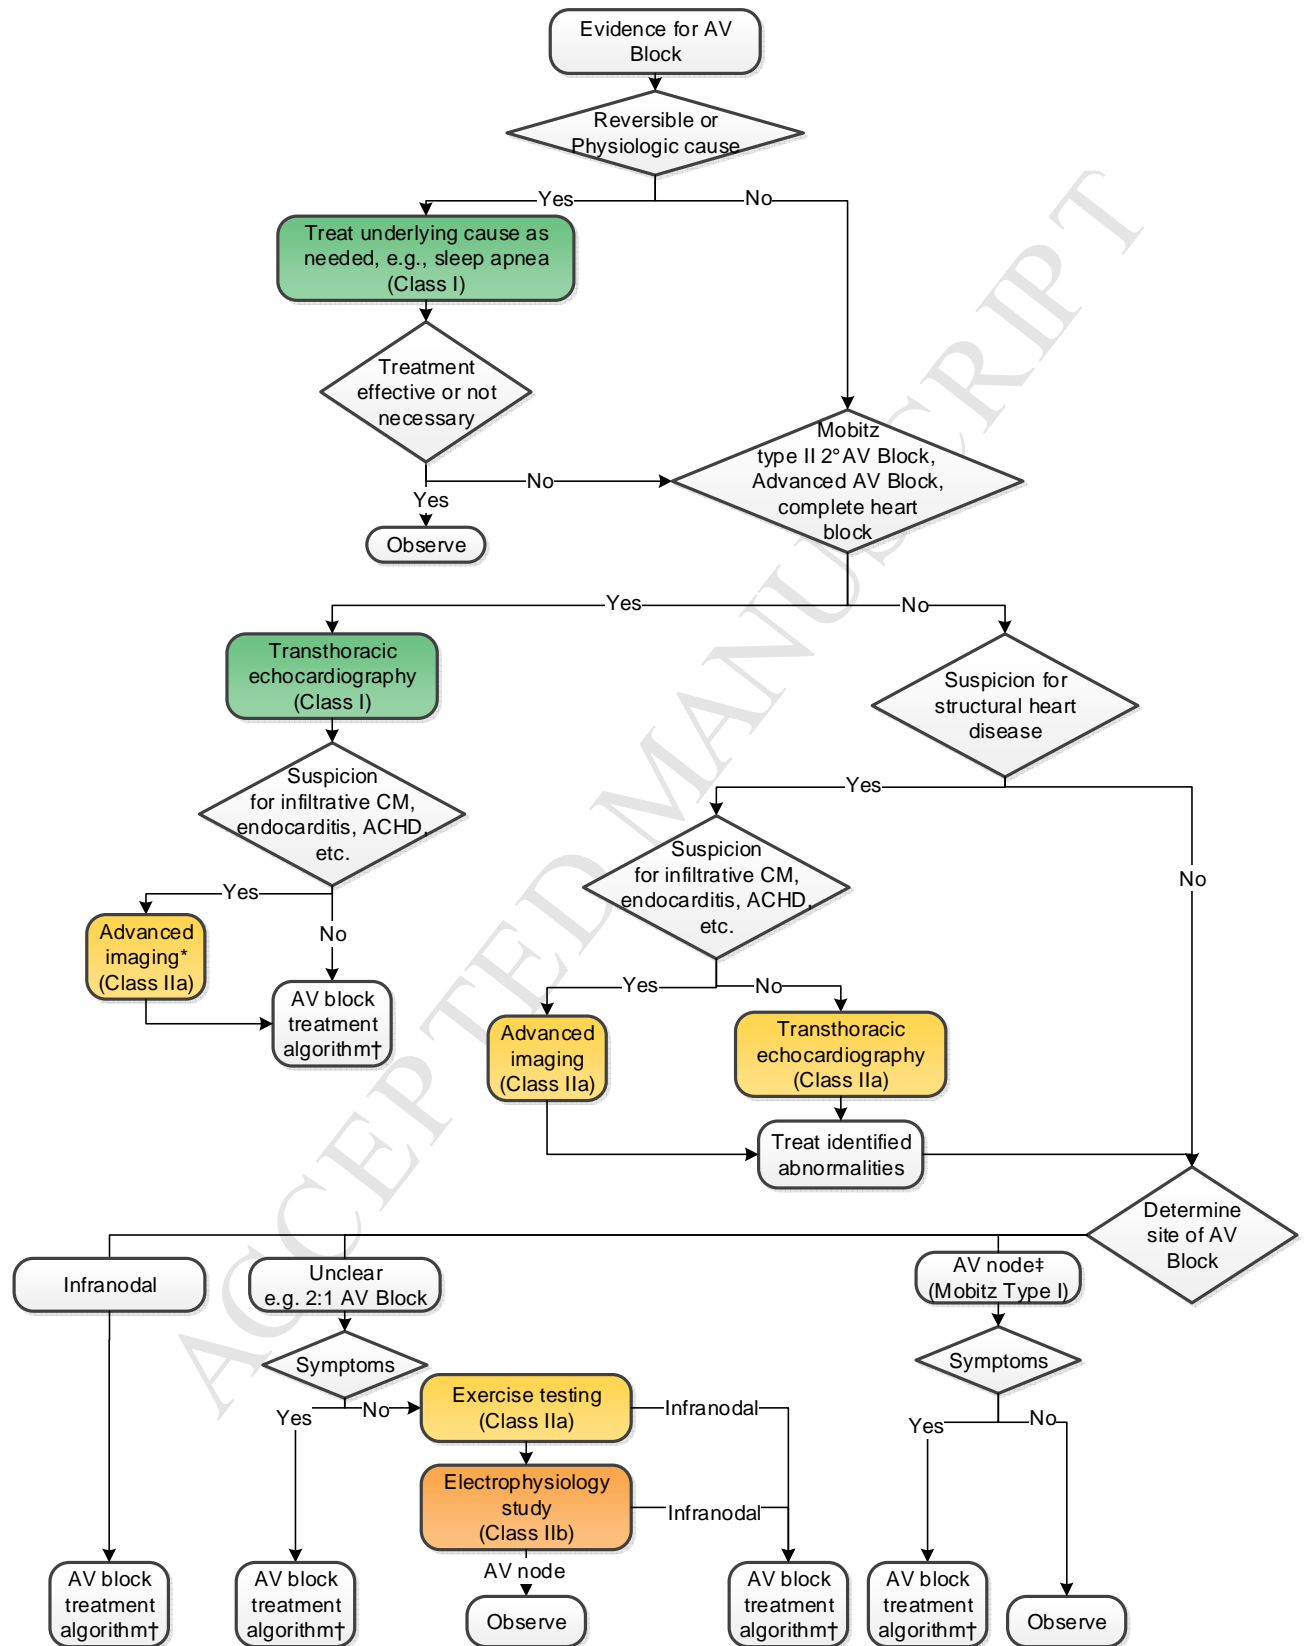 Evidence for AV
Block
Reversible or
Physiologic cause
Yes
No
Treat underlying cause as
needed, e.g., sleep apnea
(Class I)
Treatment
effective or not
necessary
No
Yes
Observe
Mobitz
type II 2° AV Block,
Advanced AV Block,
complete heart
block
Yes
No
Transthoracic
echocardiography
(Class I)
Suspicion for
structural heart
disease
Suspicion
for infiltrative CM,
endocarditis, ACHD,
etc.
Yes
No
Advanced
imaging*
(Class IIa)
AV block
treatment
algorithm†
Yes
No
Suspicion
for infiltrative CM,
endocarditis, ACHD,
etc.
Yes
No
Advanced
imaging
(Class IIa)
Transthoracic
echocardiography
(Class IIa)
Treat identified
abnormalities
Determine
site of AV
Block
Infranodal
Unclear
e.g. 2:1 AV Block
AV node‡
(Mobitz Type I)
Symptoms
Symptoms
Yes
No
Exercise testing
(Class IIa)
Infranodal
Electrophysiology
study
(Class IIb)
Infranodal
AV node
Yes
No
AV block
treatment
algorithm†
AV block
treatment
algorithm†
Observe
AV block
treatment
algorithm†
AV block
treatment
algorithm†
Observe
ACCEPTED MANUSCRIPT